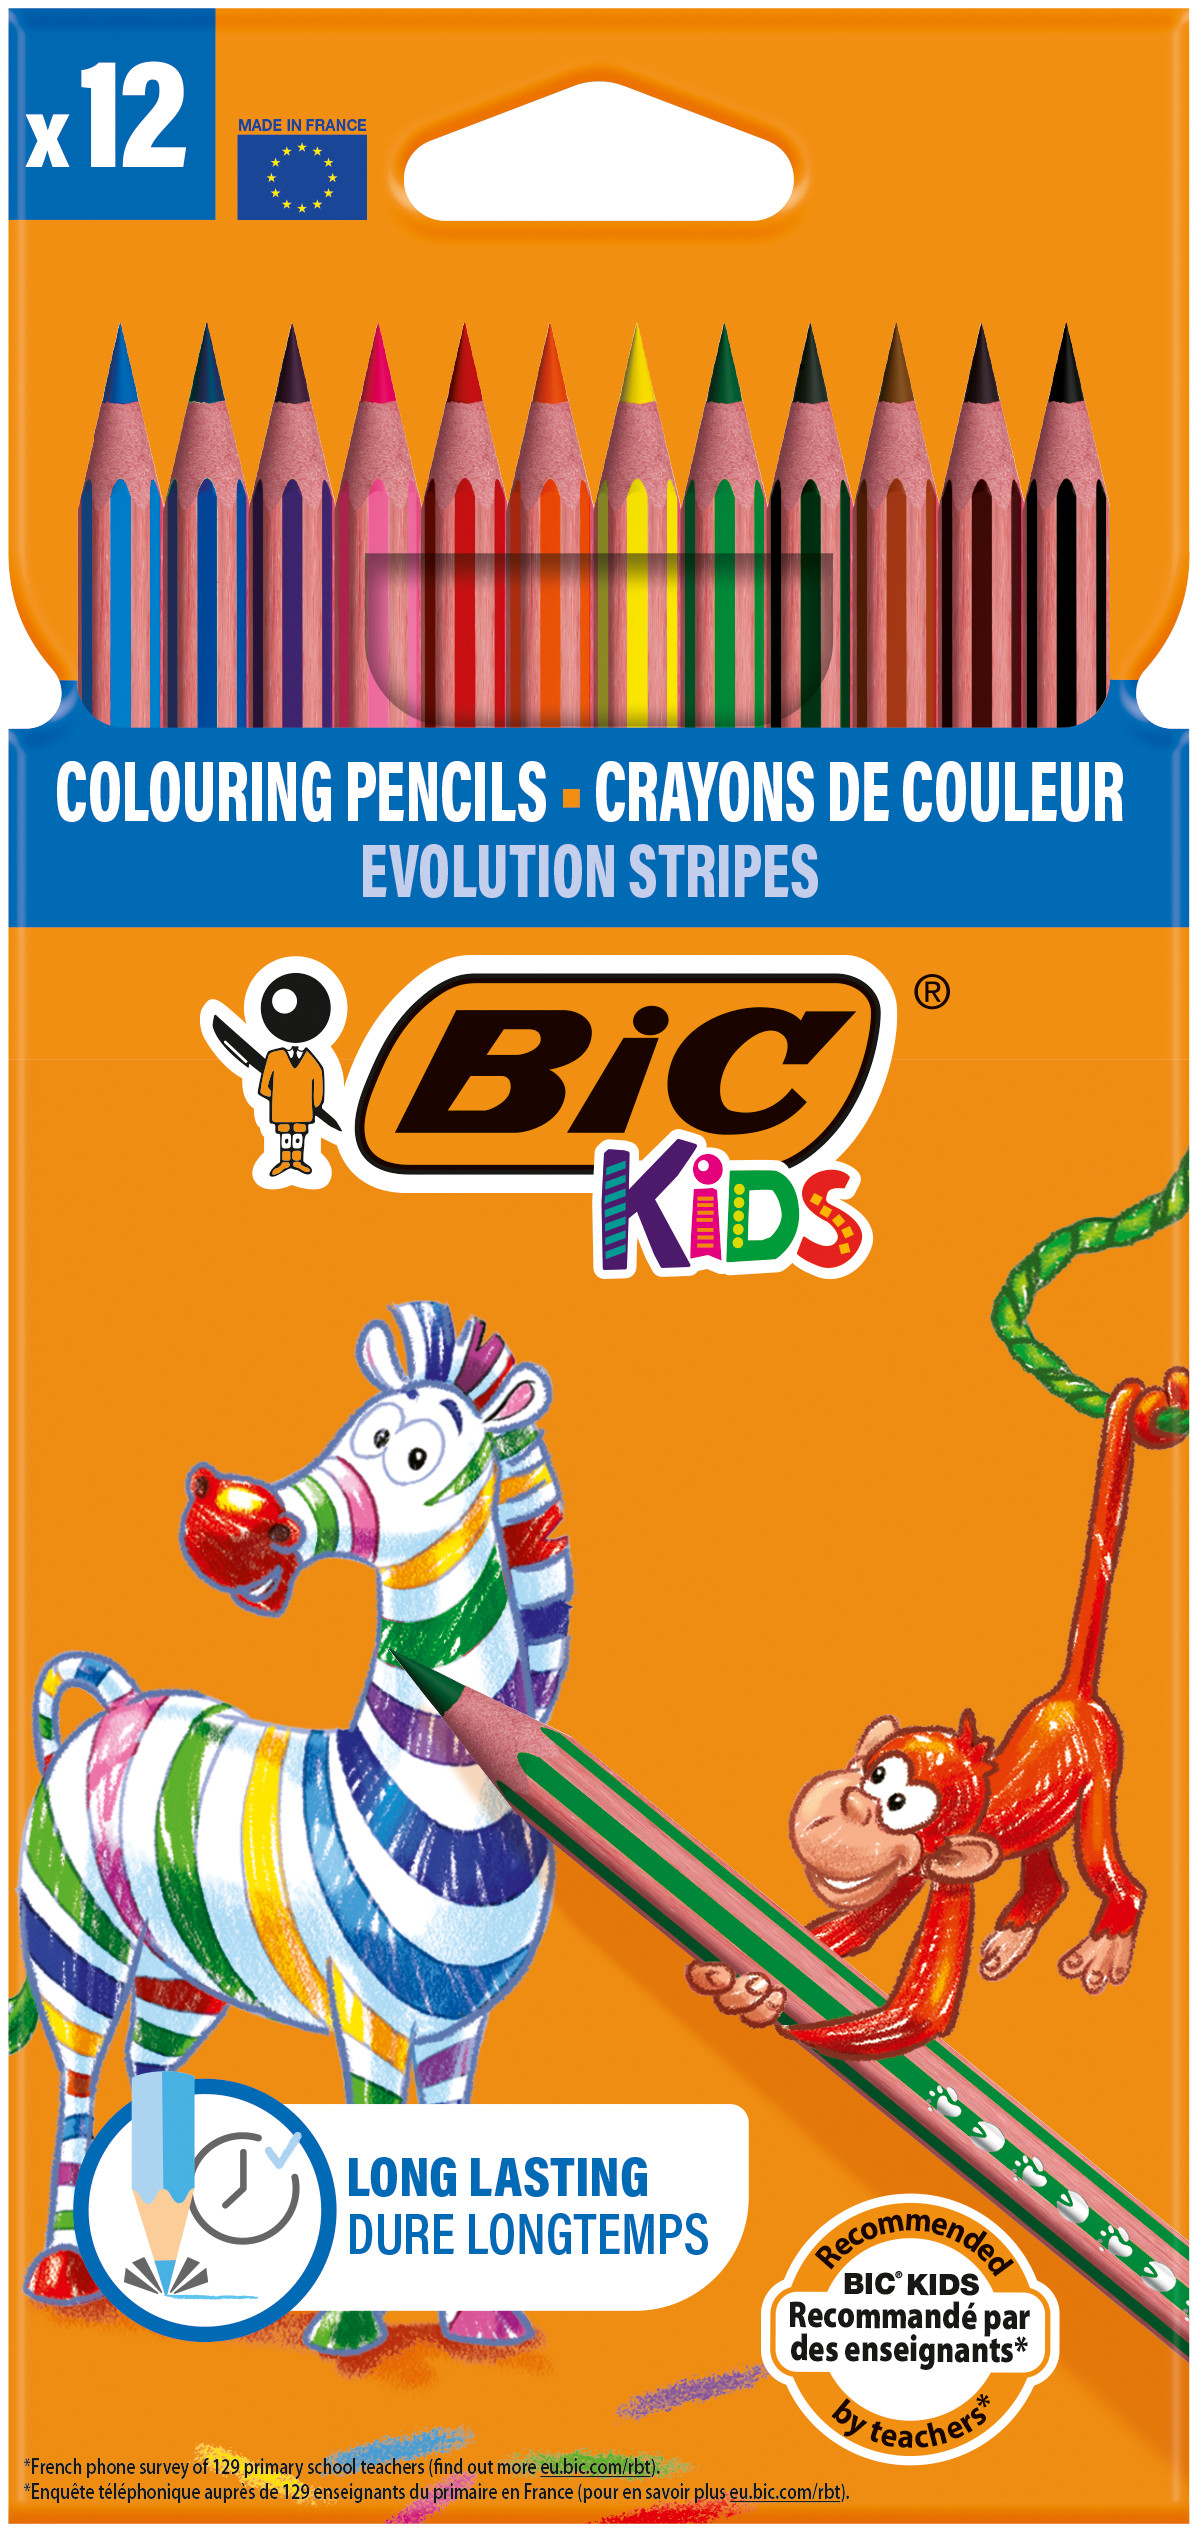 x12
MADE IN FRANCE
COLOURING PENCILS ▪ CRAYONS DE COULEUR
EVOLUTION STRIPES
BiC ®
KiDS
LONG LASTING
DURE LONGTEMPS
Recommended
BIC® KIDS
Recommandé par
des enseignants*
by teachers*
*French phone survey of 129 primary school teachers (find out more eu.bic.com/rbt).
*Enquête téléphonique auprès de 129 enseignants du primaire en France (pour en savoir plus eu.bic.com/rbt).